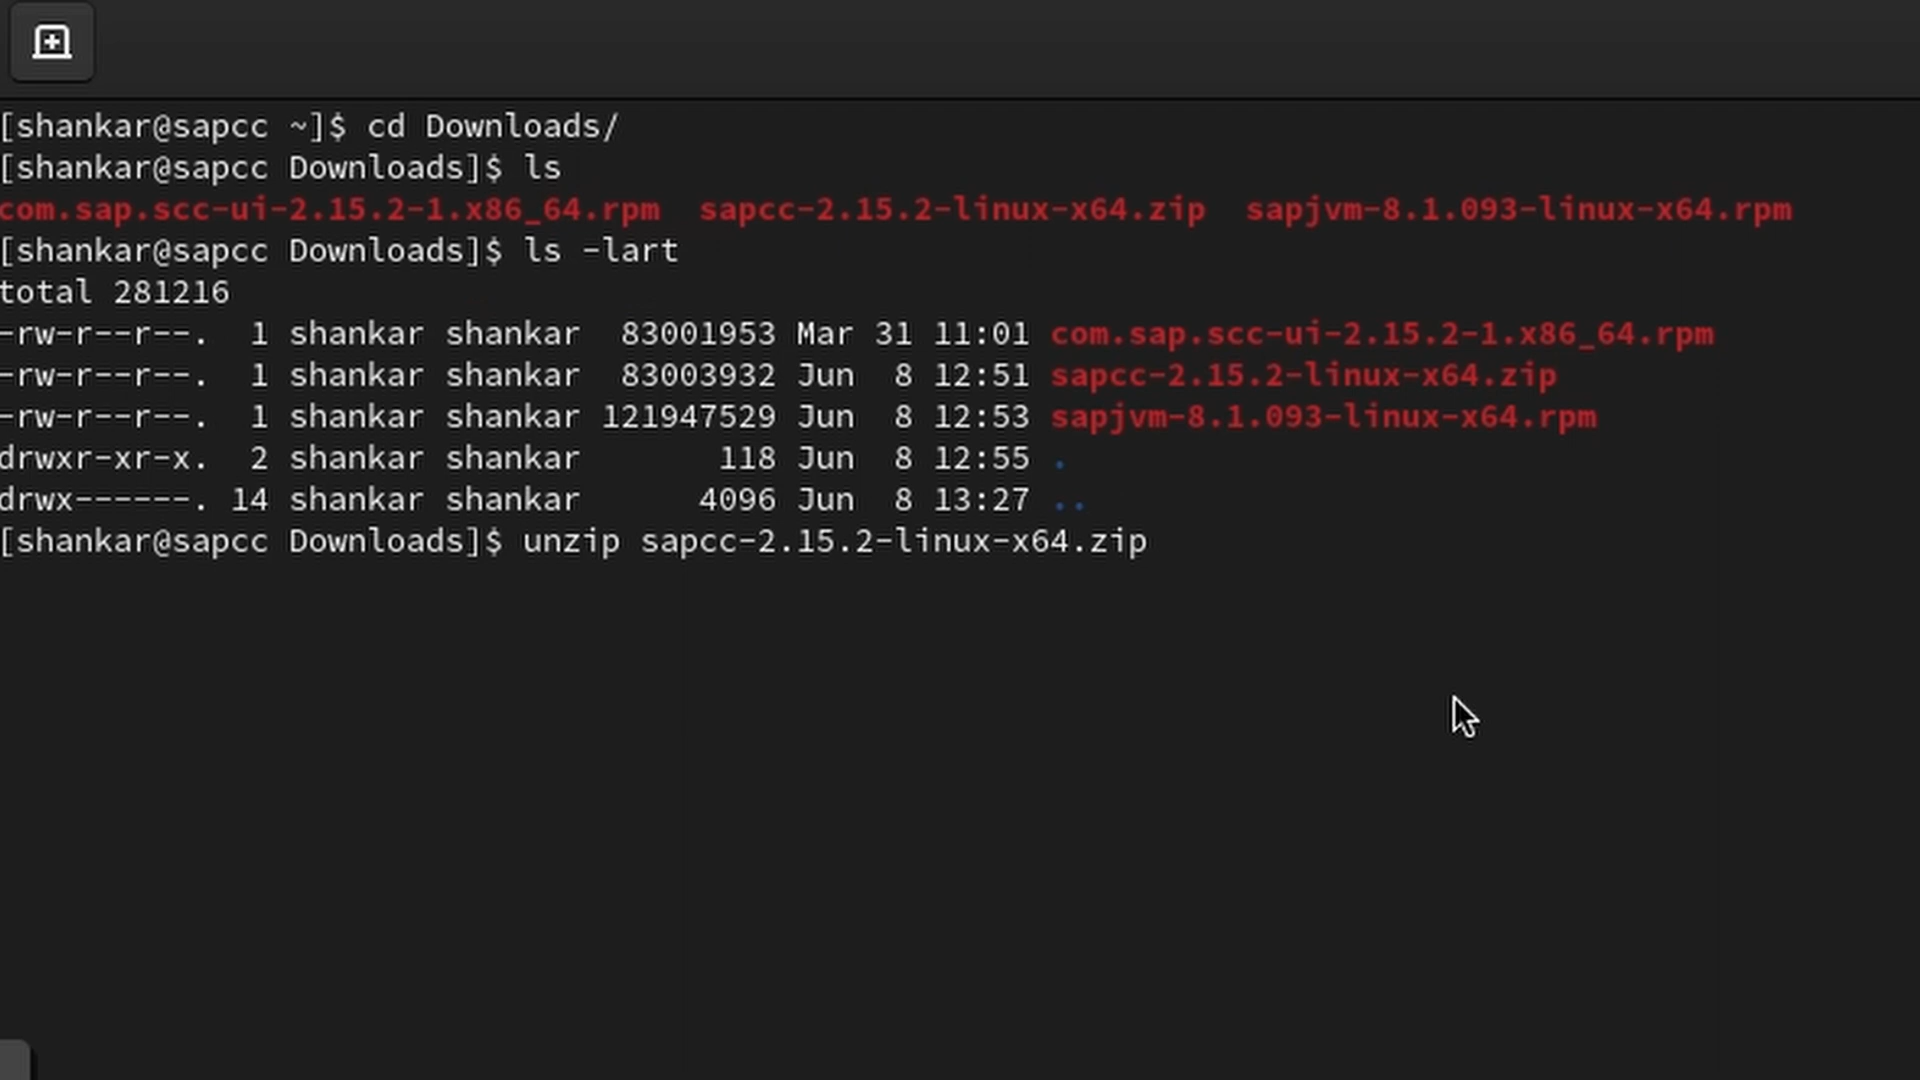 [shankar@sapcc ~]$ cd Downloads/
[shankar@sapcc Downloads]$ ls
com.sap.scc-ui-2.15.2-1.x86_64.rpm  sapcc-2.15.2-linux-x64.zip  sapjvm-8.1.093-linux-x64.rpm
[shankar@sapcc Downloads]$ ls -lart
total 281216
-rw-r--r--.  1 shankar shankar  83001953 Mar 31 11:01 com.sap.scc-ui-2.15.2-1.x86_64.rpm
-rw-r--r--.  1 shankar shankar  83003932 Jun  8 12:51 sapcc-2.15.2-linux-x64.zip
-rw-r--r--.  1 shankar shankar 121947529 Jun  8 12:53 sapjvm-8.1.093-linux-x64.rpm
drwxr-xr-x.  2 shankar shankar       118 Jun  8 12:55 .
drwx------. 14 shankar shankar      4096 Jun  8 13:27 ..
[shankar@sapcc Downloads]$ unzip sapcc-2.15.2-linux-x64.zip